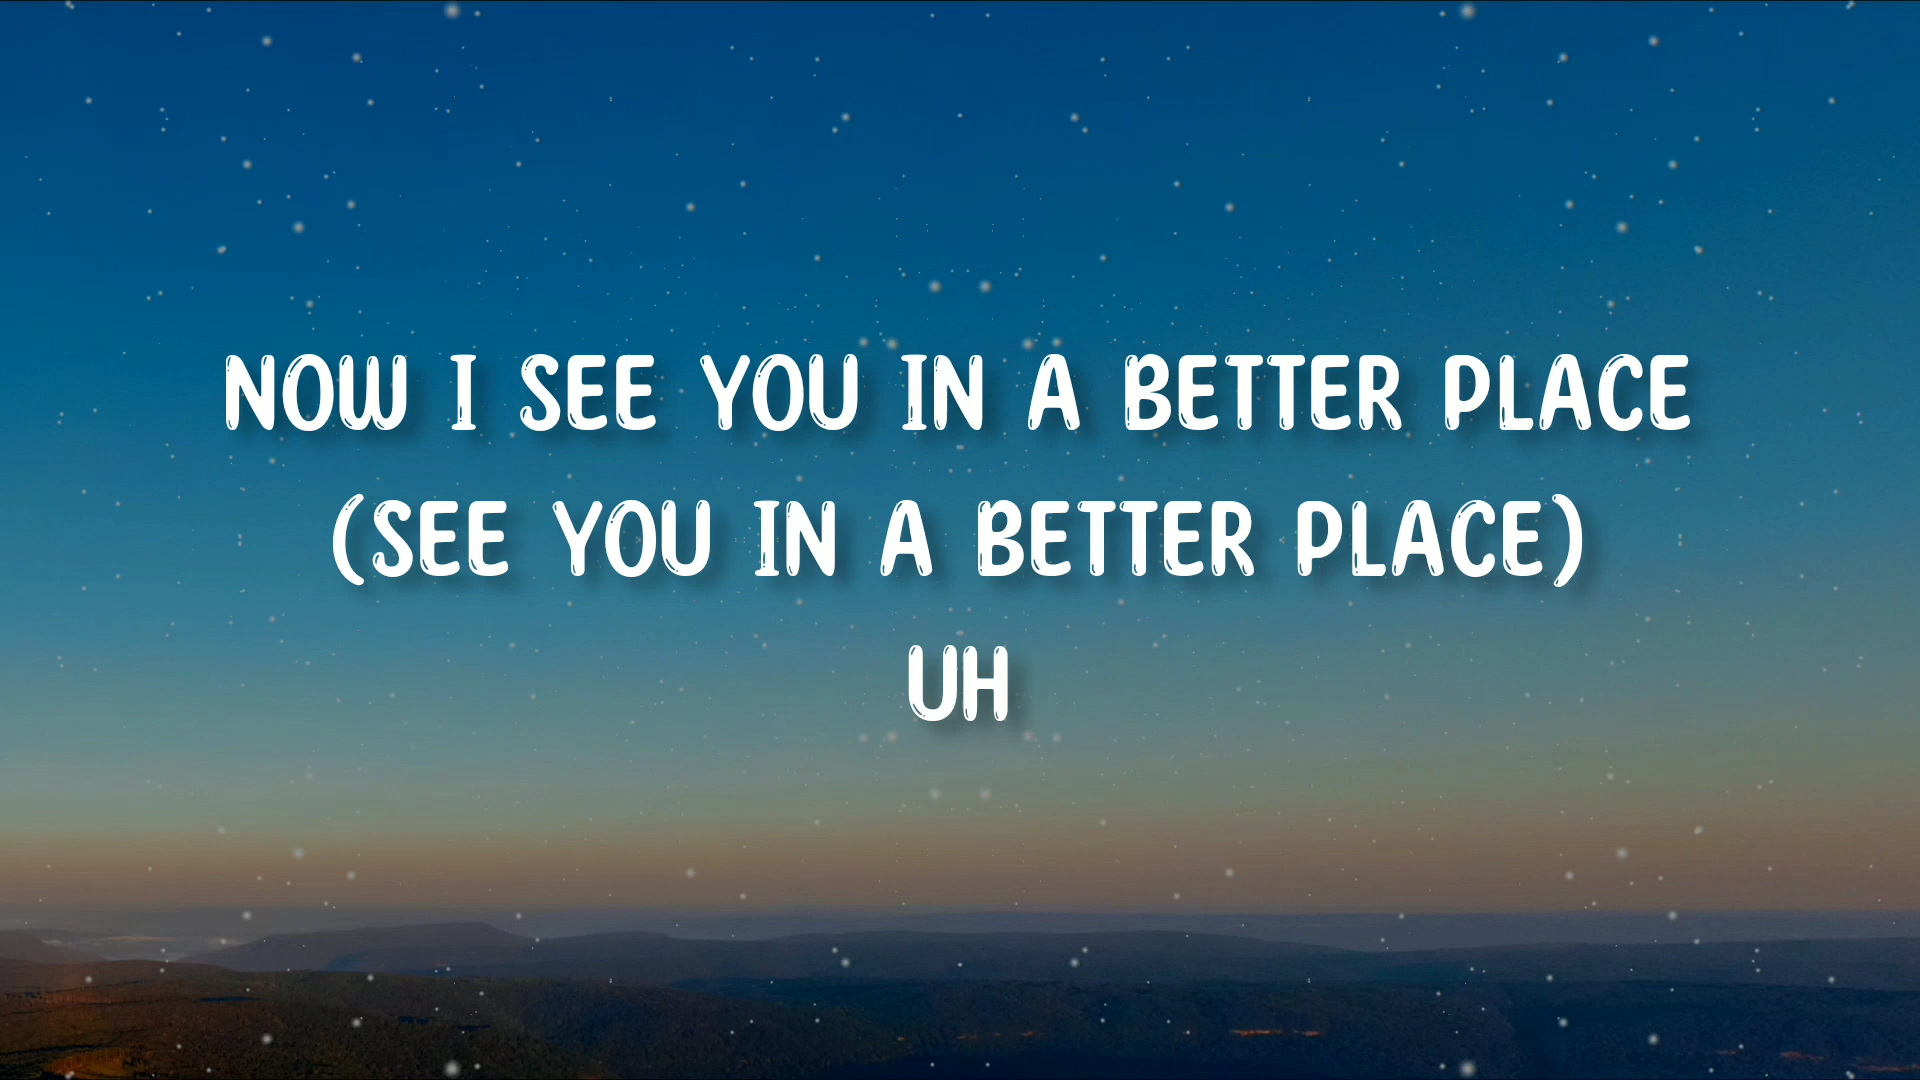 NOW I SEE YOU IN A BETTER PLACE
(SEE YOU IN A BETTER PLACE)
UH